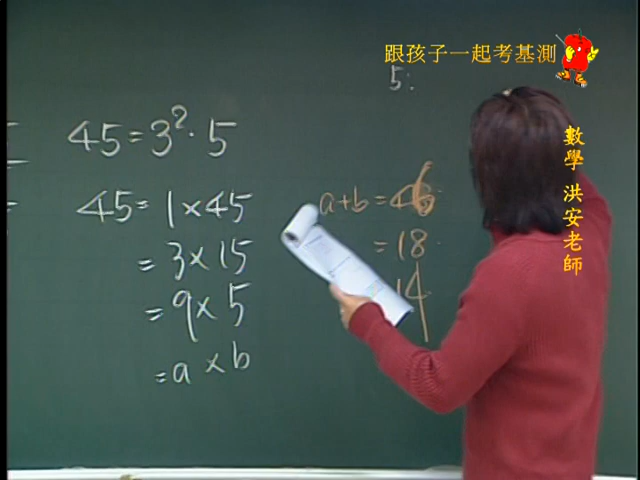 跟孩子一起考基測
5:
45=3²·5
45=1×45
=3×15
=9×5
=a×b
a+b=46
=18
14
數學 洪安老師